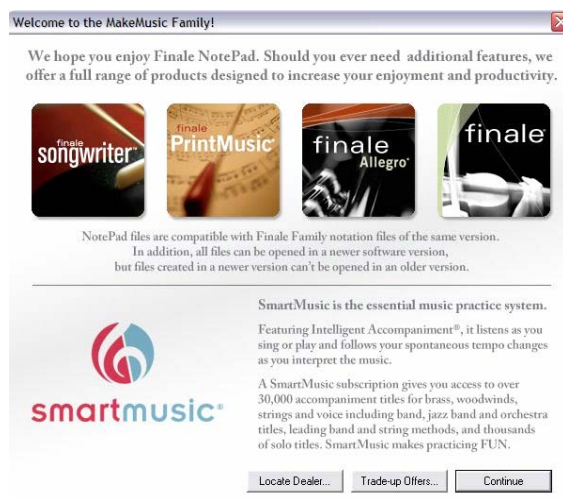 Welcome to the MakeMusic Family!
We hope you enjoy Finale NotePad. Should you ever need additional features, we
offer a full range of products designed to increase your enjoyment and productivity.
finale
songwriter™
finale
PrintMusic®
finale
Allegro®
finale®
NotePad files are compatible with Finale Family notation files of the same version.
In addition, all files can be opened in a newer software version,
but files created in a newer version can't be opened in an older version.
SmartMusic is the essential music practice system.
Featuring Intelligent Accompaniment®, it listens as you
sing or play and follows your spontaneous tempo changes
as you interpret the music.
A SmartMusic subscription gives you access to over
30,000 accompaniment titles for brass, woodwinds,
strings and voice including band, jazz band and orchestra
titles, leading band and string methods, and thousands
of solo titles. SmartMusic makes practicing FUN.
smartmusic®
Locate Dealer...
Trade-up Offers...
Continue